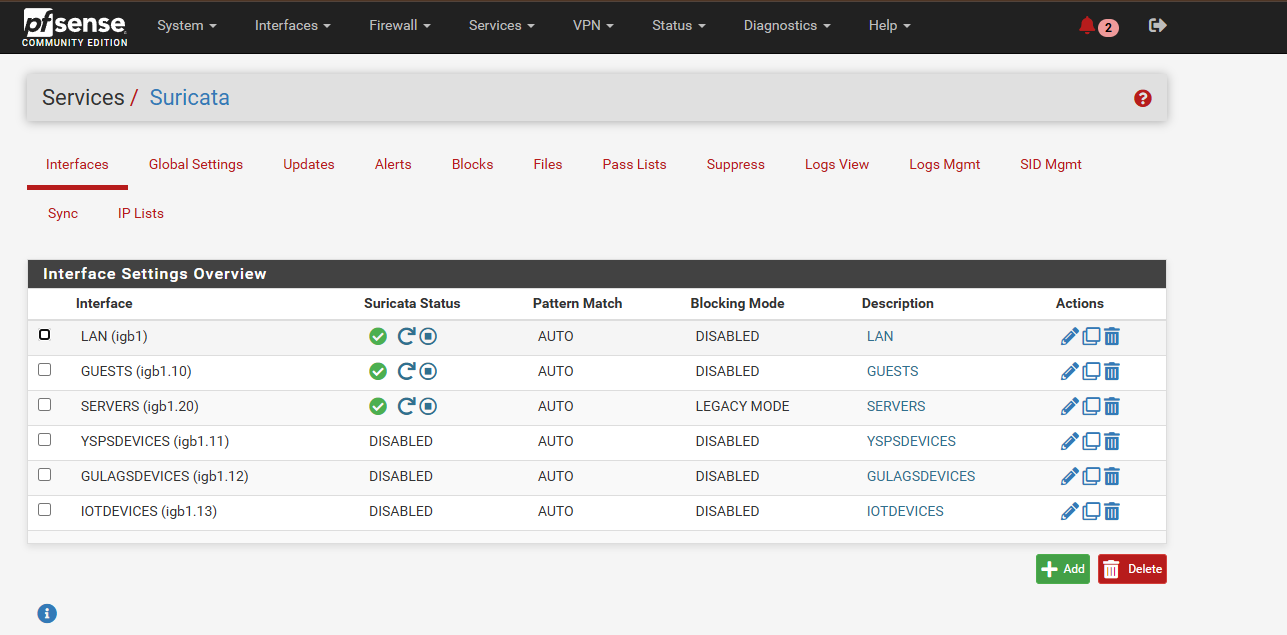 pfsense
COMMUNITY EDITION
System Interfaces Firewall Services VPN Status Diagnostics Help 2
Services / Suricata
Interfaces Global Settings Updates Alerts Blocks Files Pass Lists Suppress Logs View Logs Mgmt SID Mgmt
Sync IP Lists
Interface Settings Overview
Interface Suricata Status Pattern Match Blocking Mode Description Actions
LAN (igb1) AUTO DISABLED LAN
GUESTS (igb1.10) AUTO DISABLED GUESTS
SERVERS (igb1.20) AUTO LEGACY MODE SERVERS
YSPSDEVICES (igb1.11) DISABLED AUTO DISABLED YSPSDEVICES
GULAGSDEVICES (igb1.12) DISABLED AUTO DISABLED GULAGSDEVICES
IOTDEVICES (igb1.13) DISABLED AUTO DISABLED IOTDEVICES
Add Delete